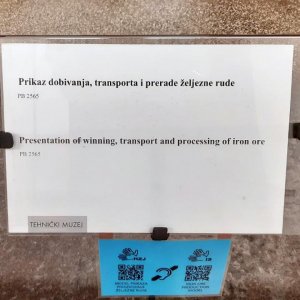 Prikaz dobivanja, transporta i prerade željezne rude
PB 2565
Presentation of winning, transport and processing of iron ore
PB 2565
TEHNIČKI MUZEJ